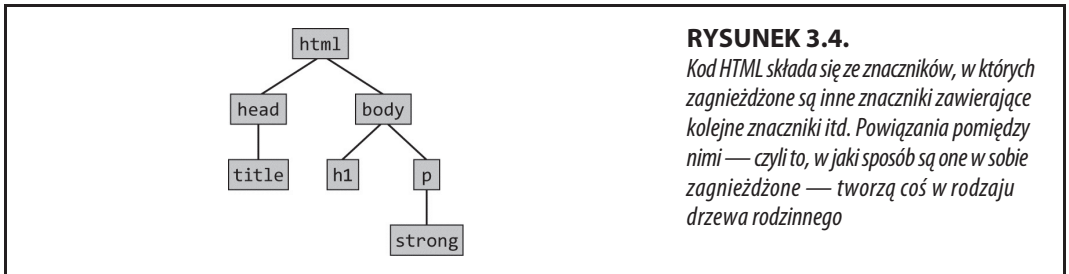 html
head
body
title
h1
p
strong
RYSUNEK 3.4.
Kod HTML składa się ze znaczników, w których
zagnieżdżone są inne znaczniki zawierające
kolejne znaczniki itd. Powiązania pomiędzy
nimi — czyli to, w jaki sposób są one w sobie
zagnieżdżone — tworzą coś w rodzaju
drzewa rodzinnego